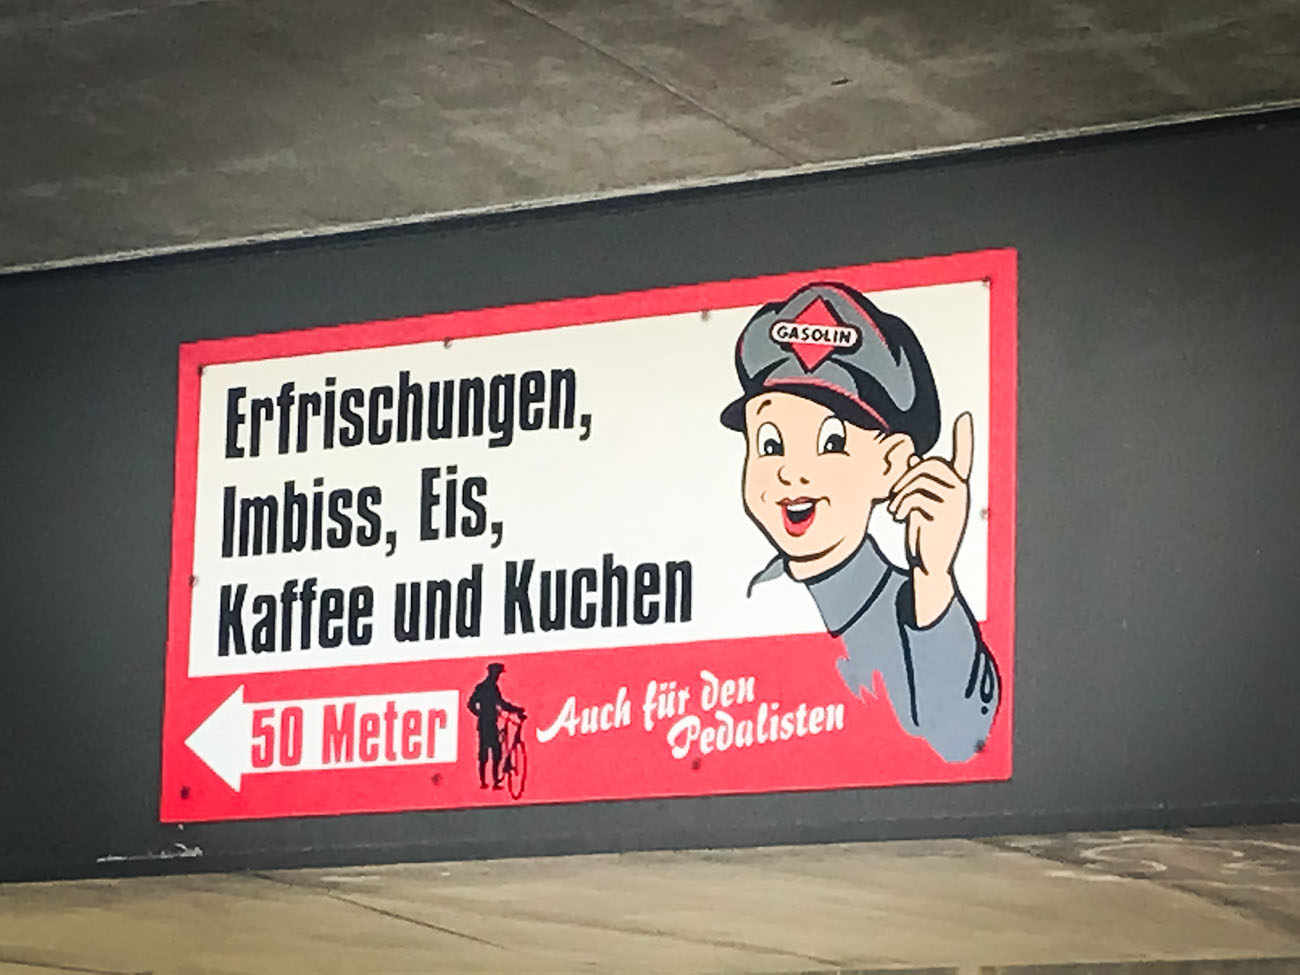 GASOLIN
Erfrischungen,
Imbiss, Eis,
Kaffee und Kuchen
50 Meter
Auch für den
Pedalisten